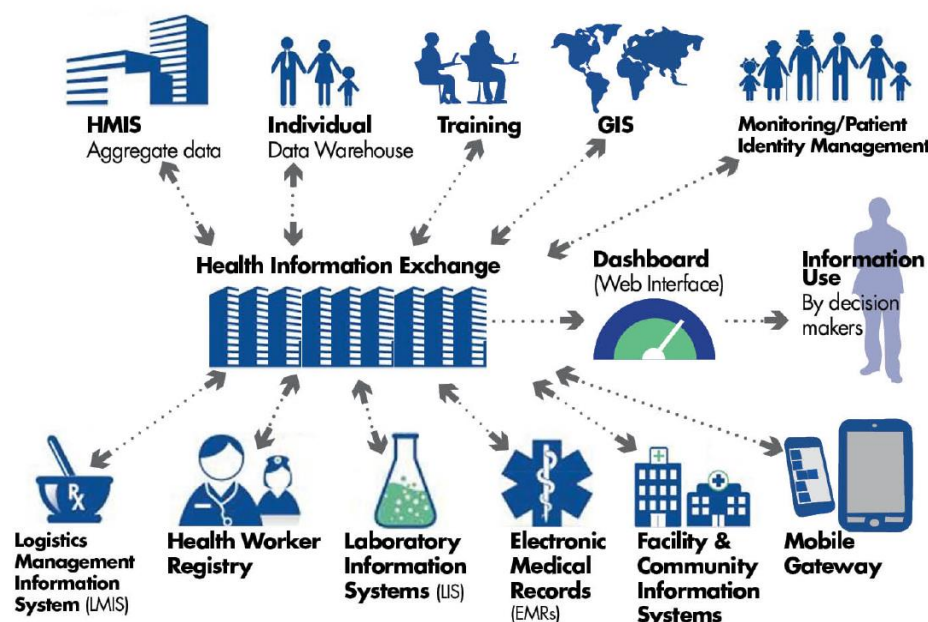 HMIS
Aggregate data
Individual
Data Warehouse
Training
GIS
Monitoring/Patient
Identity Management
Health Information Exchange
Dashboard
(Web Interface)
Information
Use
By decision
makers
RX
Logistics
Management
Information
System (LMIS)
Health Worker
Registry
Laboratory
Information
Systems (LIS)
Electronic
Medical
Records
(EMRs)
Facility &
Community
Information
Systems
Mobile
Gateway